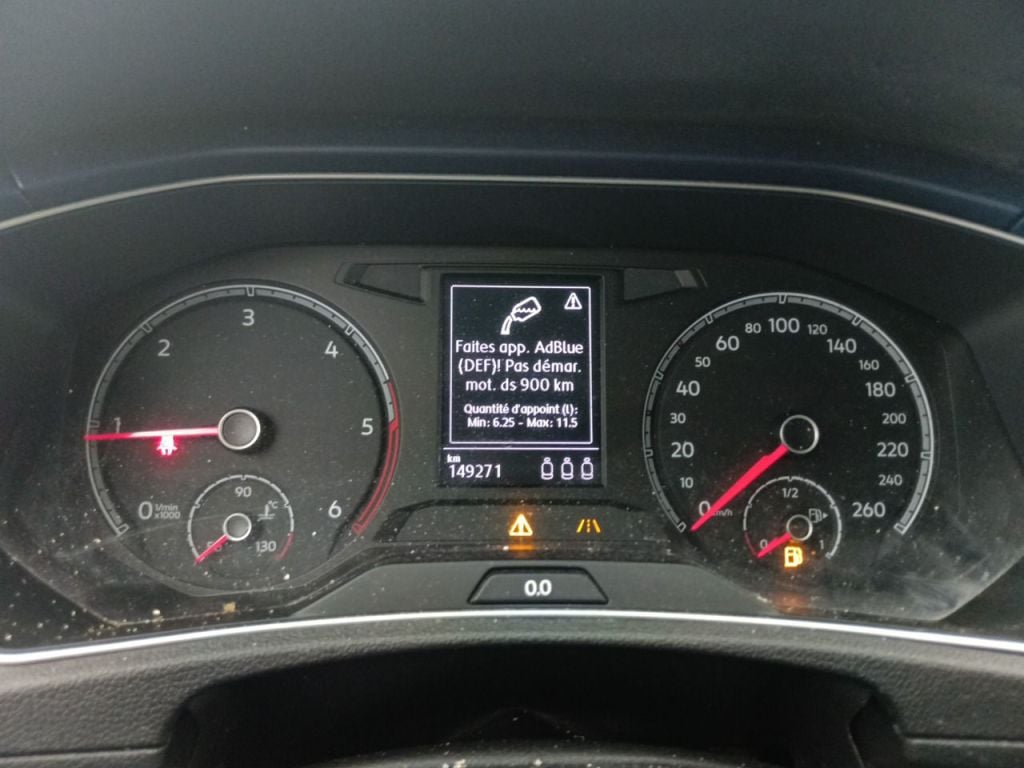 Faites app. AdBlue
(DEF)! Pas démar.
mot. ds 900 km
Quantité d'appoint (l):
Min: 6.25 - Max: 11.5
km
149271
0 1 2 3 4 5 6
1/min
x1000
50 90 130
°C
0 10 20 30 40 50 60 80 100 120 140 160 180 200 220 240 260
km/h
0 1/2 1
0.0